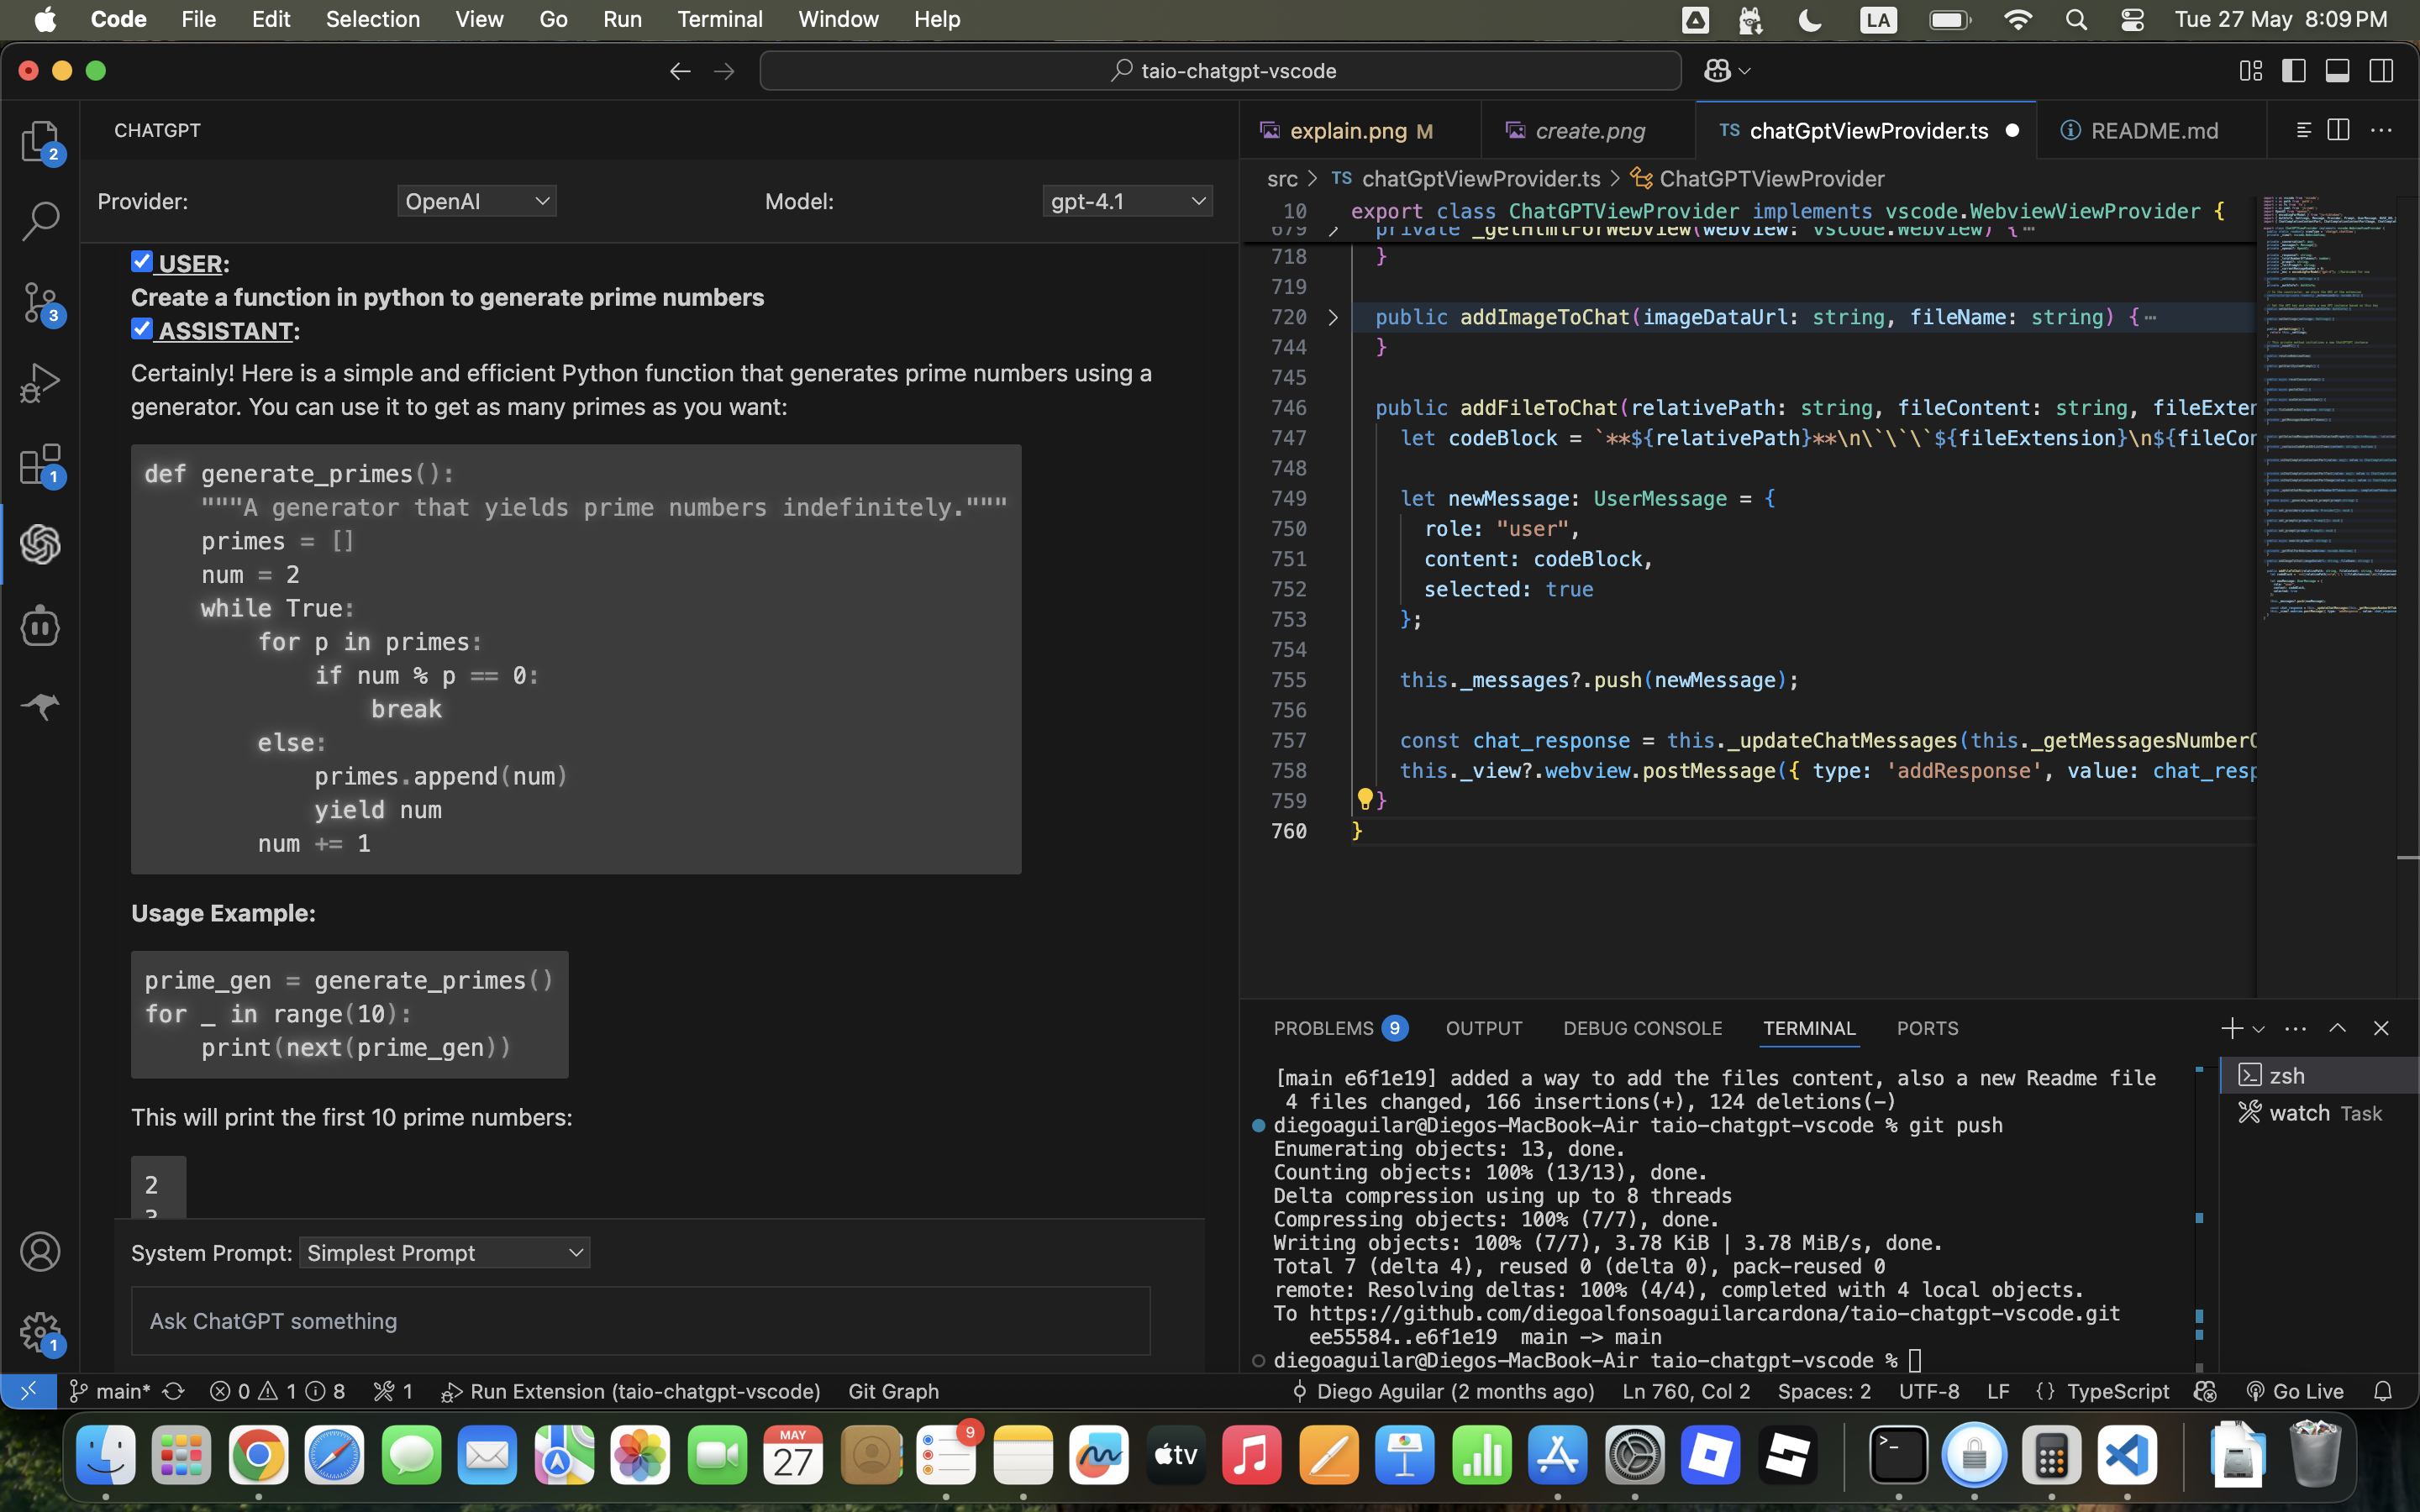 Code File Edit Selection View Go Run Terminal Window Help LA Tue 27 May 8:09 PM
taio-chatgpt-vscode
CHATGPT
Provider: OpenAI Model: gpt-4.1
USER:
Create a function in python to generate prime numbers
ASSISTANT:
Certainly! Here is a simple and efficient Python function that generates prime numbers using a
generator. You can use it to get as many primes as you want:
def generate_primes():
    """A generator that yields prime numbers indefinitely."""
    primes = []
    num = 2
    while True:
        for p in primes:
            if num % p == 0:
                break
        else:
            primes.append(num)
            yield num
        num += 1
Usage Example:
prime_gen = generate_primes()
for _ in range(10):
    print(next(prime_gen))
This will print the first 10 prime numbers:
2
3
System Prompt: Simplest Prompt
Ask ChatGPT something
2
3
1
1
explain.png M create.png TS chatGptViewProvider.ts README.md
src > TS chatGptViewProvider.ts > ChatGPTViewProvider
10 export class ChatGPTViewProvider implements vscode.WebviewViewProvider {
679 private _getHtmlForWebview(webview: vscode.Webview) {…
718 }
719
720 public addImageToChat(imageDataUrl: string, fileName: string) {…
744 }
745
746 public addFileToChat(relativePath: string, fileContent: string, fileExter
747 let codeBlock = `**${relativePath}**\n\`\`\`${fileExtension}\n${fileCor
748
749 let newMessage: UserMessage = {
750 role: "user",
751 content: codeBlock,
752 selected: true
753 };
754
755 this._messages?.push(newMessage);
756
757 const chat_response = this._updateChatMessages(this._getMessagesNumberO
758 this._view?.webview.postMessage({ type: 'addResponse', value: chat_resp
759 }
760 }
PROBLEMS 9 OUTPUT DEBUG CONSOLE TERMINAL PORTS
[main e6f1e19] added a way to add the files content, also a new Readme file
 4 files changed, 166 insertions(+), 124 deletions(-)
diegoaguilar@Diegos-MacBook-Air taio-chatgpt-vscode % git push
Enumerating objects: 13, done.
Counting objects: 100% (13/13), done.
Delta compression using up to 8 threads
Compressing objects: 100% (7/7), done.
Writing objects: 100% (7/7), 3.78 KiB | 3.78 MiB/s, done.
Total 7 (delta 4), reused 0 (delta 0), pack-reused 0
remote: Resolving deltas: 100% (4/4), completed with 4 local objects.
To https://github.com/diegoalfonsoaguilarcardona/taio-chatgpt-vscode.git
   ee55584..e6f1e19  main -> main
diegoaguilar@Diegos-MacBook-Air taio-chatgpt-vscode %
zsh
watch Task
main* 0 1 8 1 Run Extension (taio-chatgpt-vscode) Git Graph Diego Aguilar (2 months ago) Ln 760, Col 2 Spaces: 2 UTF-8 LF {} TypeScript Go Live
MAY
27
9
tv